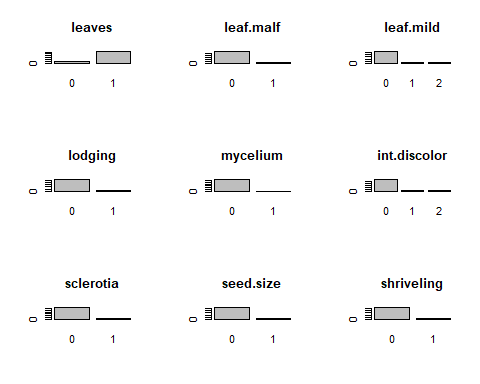 leaves leaf.malf leaf.mild
0 0 1 0 0 1 0 0 1 2
lodging mycelium int.discolor
0 0 1 0 0 1 0 0 1 2
sclerotia seed.size shriveling
0 0 1 0 0 1 0 0 1